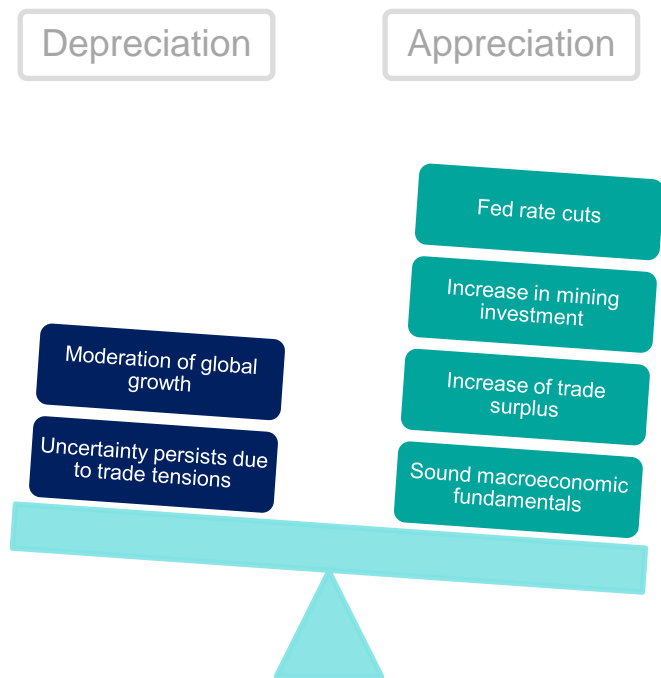 Depreciation
Appreciation
Fed rate cuts
Increase in mining
investment
Increase of trade
surplus
Sound macroeconomic
fundamentals
Moderation of global
growth
Uncertainty persists due
to trade tensions